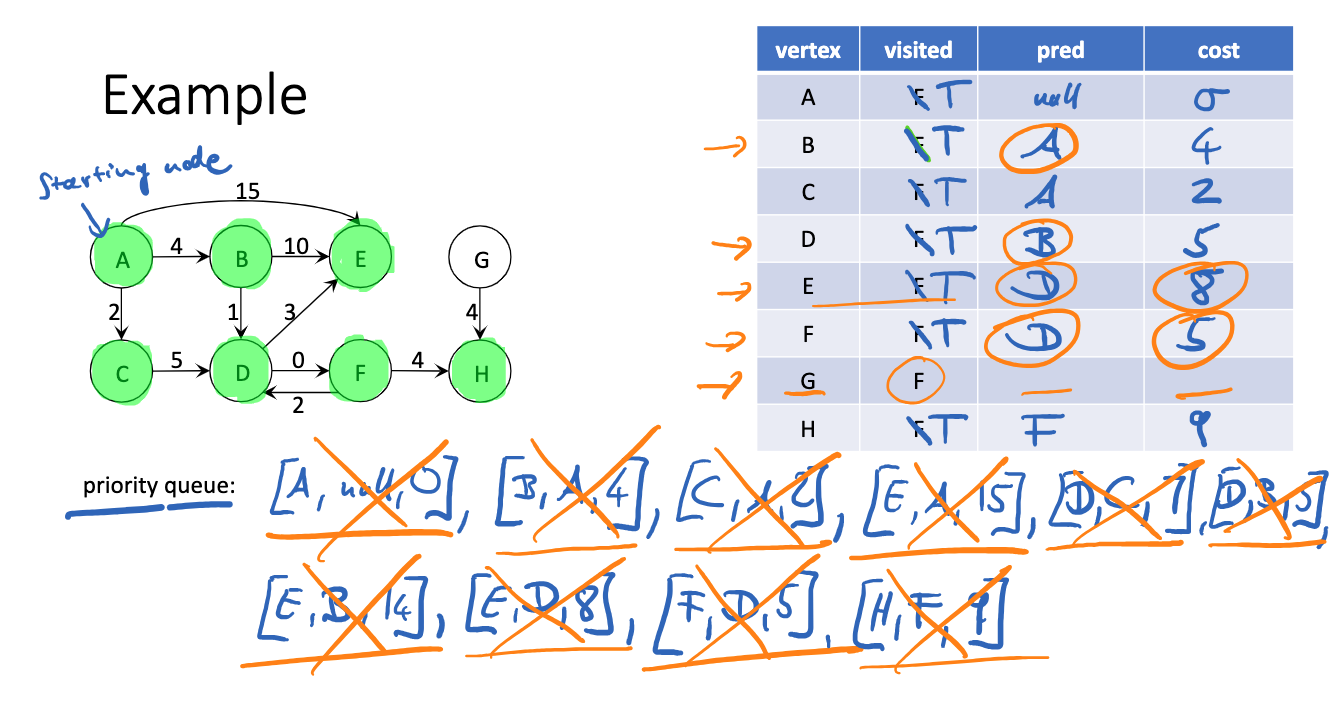 Example
Starting node
15
A 4 B 10 E G
2 1 3 4
C 5 D 0 F 4 H
2
vertex visited pred cost
A F T null 0
B F T A 4
C F T A 2
D F T B 5
E F T D 8
F F T D 5
G F — —
H F T F 9
priority queue: [A, null, 0], [B, A, 4], [C, A, 2], [E, A, 15], [D, C, 7], [D, B, 5],
[E, B, 14], [E, D, 8], [F, D, 5], [H, F, 9]